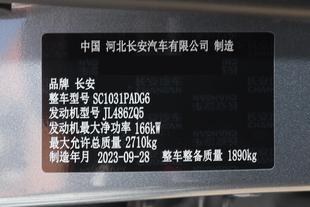 中国 河北长安汽车有限公司 制造
品牌 长安
整车型号 SC1031PADG6
发动机型号 JL486ZQ5
发动机最大净功率 166kW
最大允许总质量 2710kg
制造年月 2023-09-28 整车整备质量 1890kg